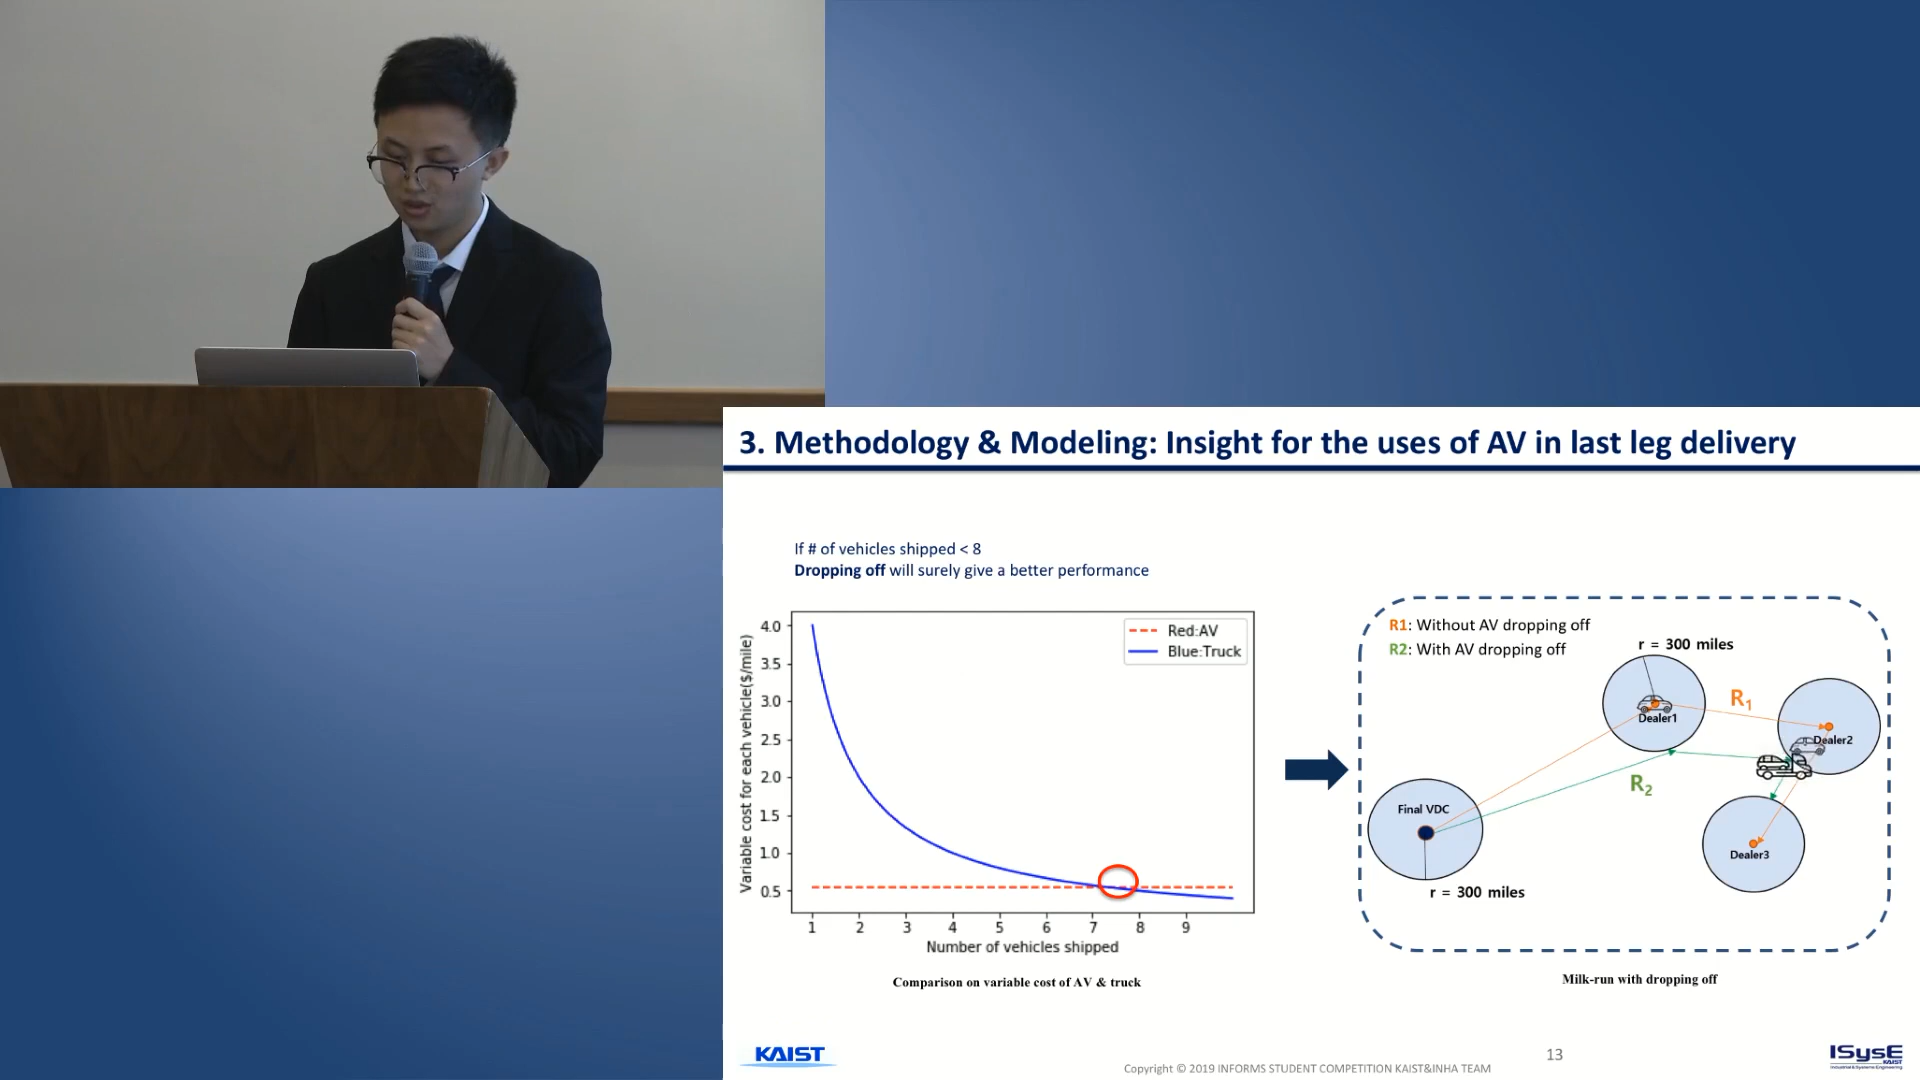 3. Methodology & Modeling: Insight for the uses of AV in last leg delivery
If # of vehicles shipped < 8
Dropping off will surely give a better performance
Variable cost for each vehicle($/mile)
4.0
3.5
3.0
2.5
2.0
1.5
1.0
0.5
Red:AV
Blue:Truck
1 2 3 4 5 6 7 8 9
Number of vehicles shipped
Comparison on variable cost of AV & truck
R1: Without AV dropping off
R2: With AV dropping off
r = 300 miles
Dealer1
R1
Dealer2
R2
Final VDC
Dealer3
r = 300 miles
Milk-run with dropping off
KAIST
Copyright © 2019 INFORMS STUDENT COMPETITION KAIST&INHA TEAM
13
ISysE
KAIST
Industrial & Systems Engineering